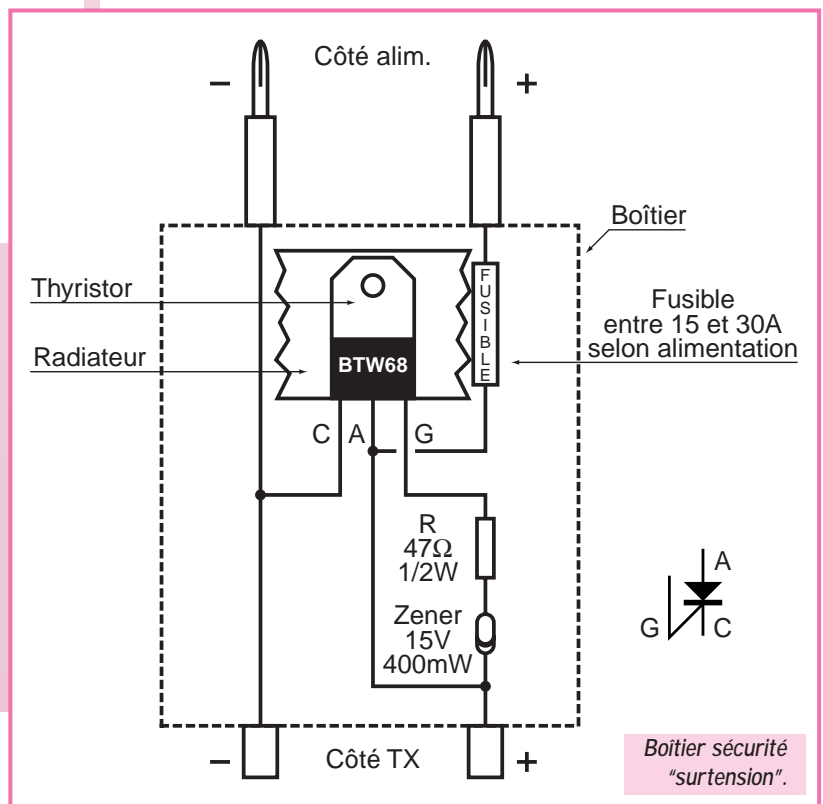 Côté alim.
–
+
Boîtier
Thyristor
Radiateur
FUSIBLE
Fusible
entre 15 et 30A
selon alimentation
BTW68
C A G
R
47Ω
1/2W
Zener
15V
400mW
A
G C
–
Côté TX
+
Boîtier sécurité
"surtension".